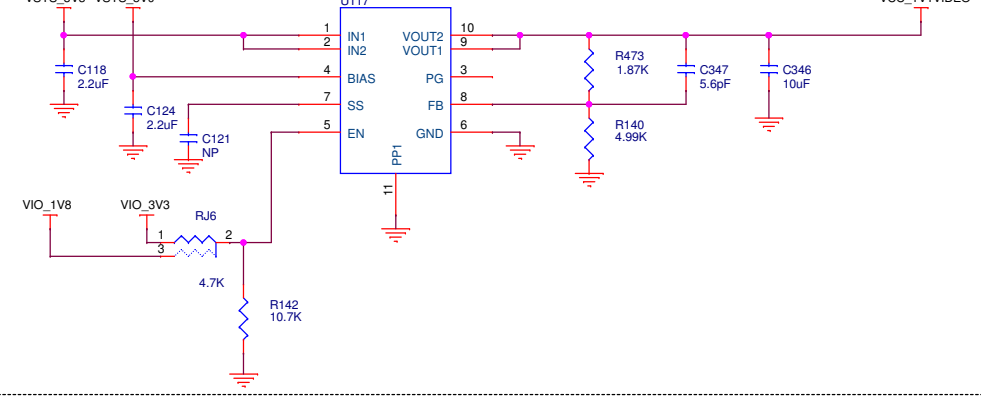 U117
1 IN1 VOUT2 10
2 IN2 VOUT1 9
C118
2.2uF
4 BIAS PG 3
R473
1.87K
C347
5.6pF
C346
10uF
7 SS FB 8
C124
2.2uF
5 EN GND 6
R140
4.99K
C121
NP
PP1
11
VIO_1V8 VIO_3V3
RJ6
1 2
3
4.7K
R142
10.7K